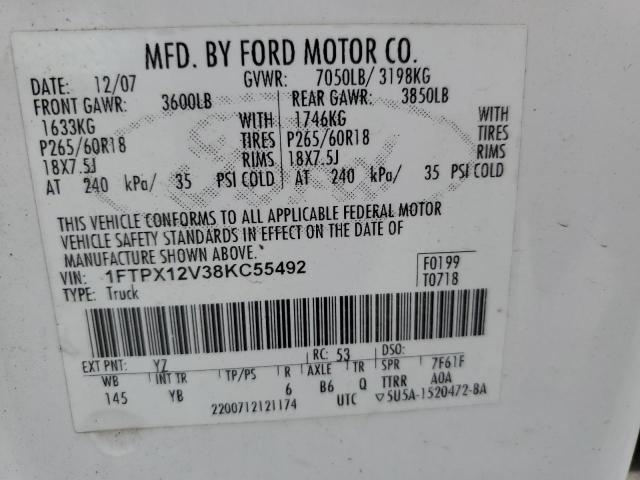 MFD. BY FORD MOTOR CO.
DATE: 12/07 GVWR: 7050LB/ 3198KG
FRONT GAWR: 3600LB REAR GAWR: 3850LB
1633KG WITH 1746KG WITH
P265/60R18 TIRES P265/60R18 TIRES
18X7.5J RIMS 18X7.5J RIMS
AT 240 kPa/ 35 PSI COLD AT 240 kPa/ 35 PSI COLD
THIS VEHICLE CONFORMS TO ALL APPLICABLE FEDERAL MOTOR
VEHICLE SAFETY STANDARDS IN EFFECT ON THE DATE OF
MANUFACTURE SHOWN ABOVE.
VIN: 1FTPX12V38KC55492 F0199
TYPE: Truck T0718
EXT PNT: YZ RC: 53 DSO:
WB INT TR TP/PS R AXLE TR SPR 7F61F
145 YB 6 B6 Q TTRR A0A
2200712121174 UTC ▽5U5A-1520472-BA